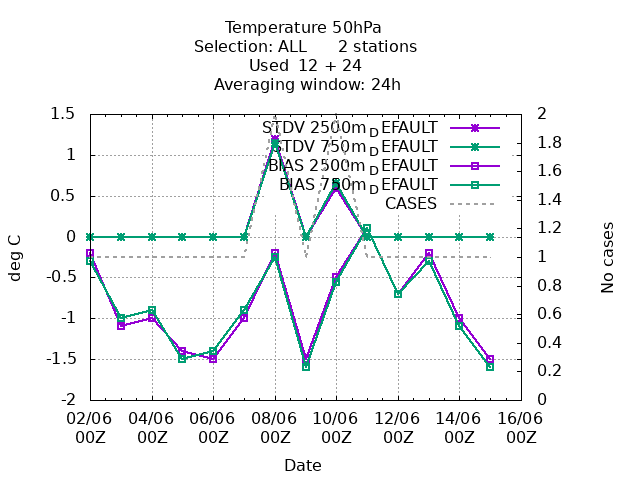 Temperature 50hPa
Selection: ALL 2 stations
Used 12 + 24
Averaging window: 24h
STDV 2500m_DEFAULT
STDV 750m_DEFAULT
BIAS 2500m_DEFAULT
BIAS 750m_DEFAULT
CASES
1.5
1
0.5
0
-0.5
-1
-1.5
-2
deg C
2
1.8
1.6
1.4
1.2
1
0.8
0.6
0.4
0.2
0
No cases
02/06 04/06 06/06 08/06 10/06 12/06 14/06 16/06
00Z 00Z 00Z 00Z 00Z 00Z 00Z 00Z
Date